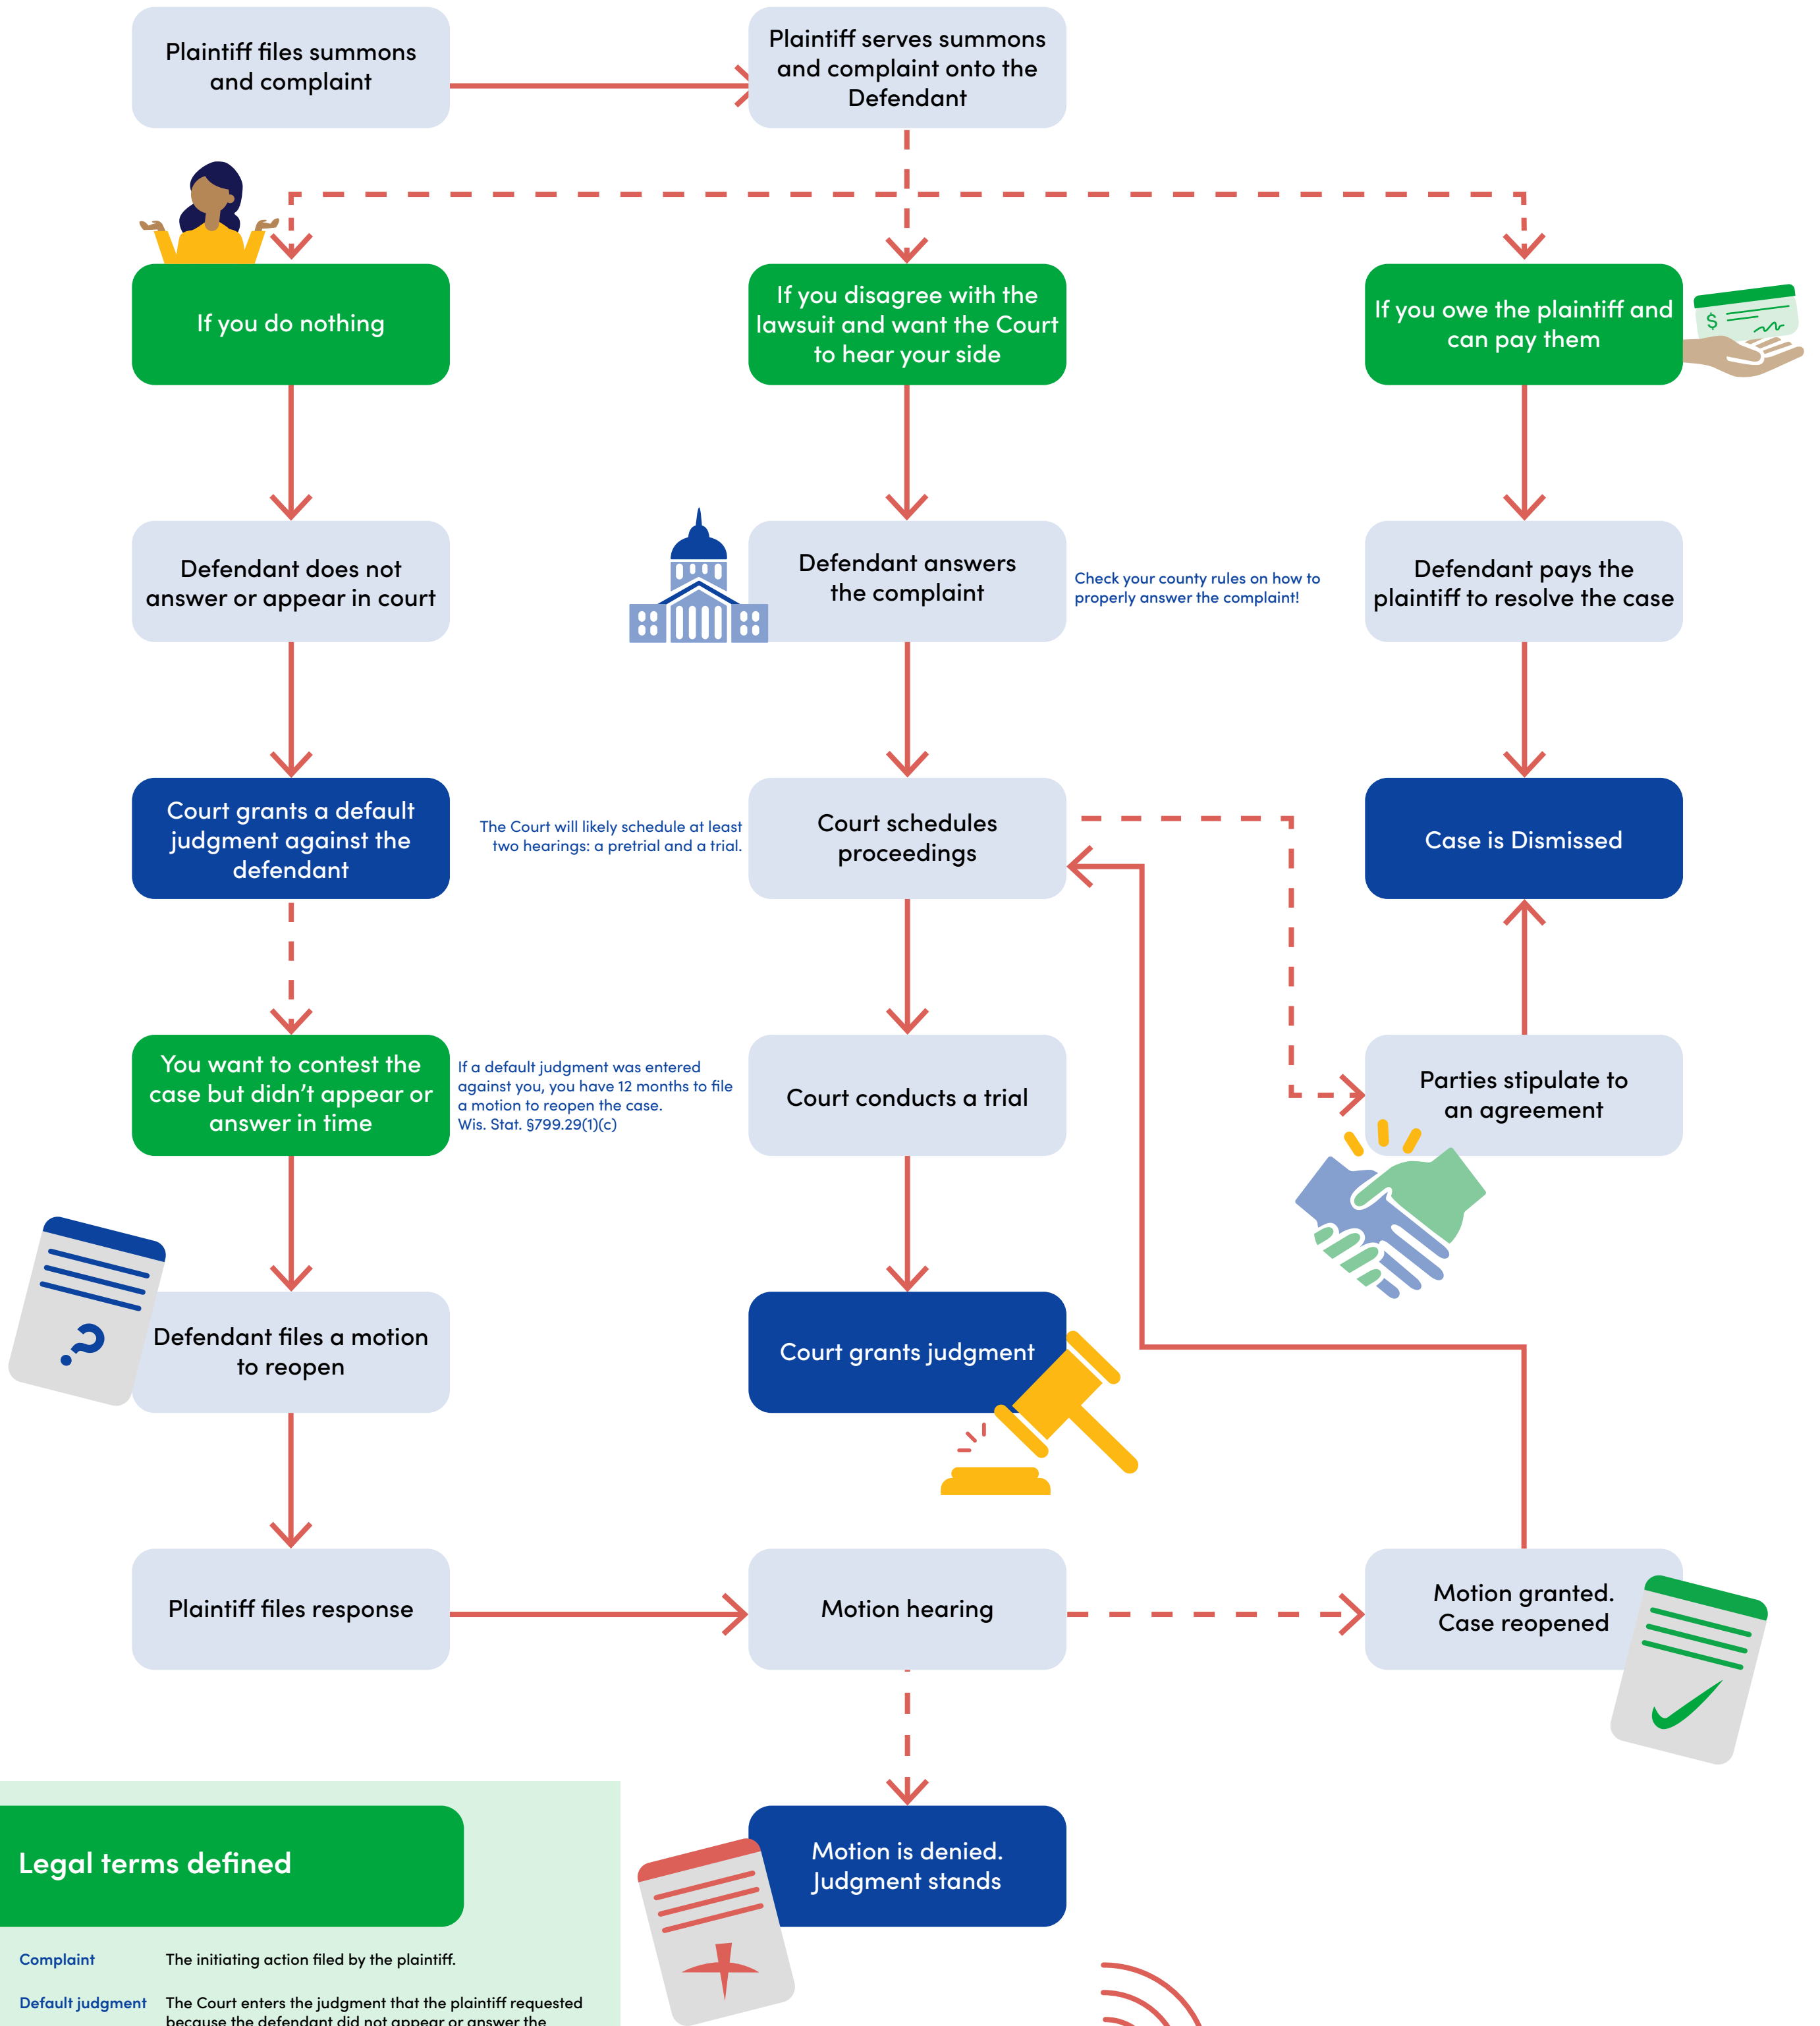 Plaintiff files summons
and complaint
Plaintiff serves summons
and complaint onto the
Defendant
If you do nothing
If you disagree with the
lawsuit and want the Court
to hear your side
If you owe the plaintiff and
can pay them
$
Defendant does not
answer or appear in court
Defendant answers
the complaint
Check your county rules on how to
properly answer the complaint!
Defendant pays the
plaintiff to resolve the case
Court grants a default
judgment against the
defendant
The Court will likely schedule at least
two hearings: a pretrial and a trial.
Court schedules
proceedings
Case is Dismissed
You want to contest the
case but didn’t appear or
answer in time
If a default judgment was entered
against you, you have 12 months to file
a motion to reopen the case.
Wis. Stat. §799.29(1)(c)
Court conducts a trial
Parties stipulate to
an agreement
?
Defendant files a motion
to reopen
Court grants judgment
Plaintiff files response
Motion hearing
Motion granted.
Case reopened
Motion is denied.
Judgment stands
Legal terms defined
Complaint The initiating action filed by the plaintiff.
Default judgment The Court enters the judgment that the plaintiff requested
because the defendant did not appear or answer the